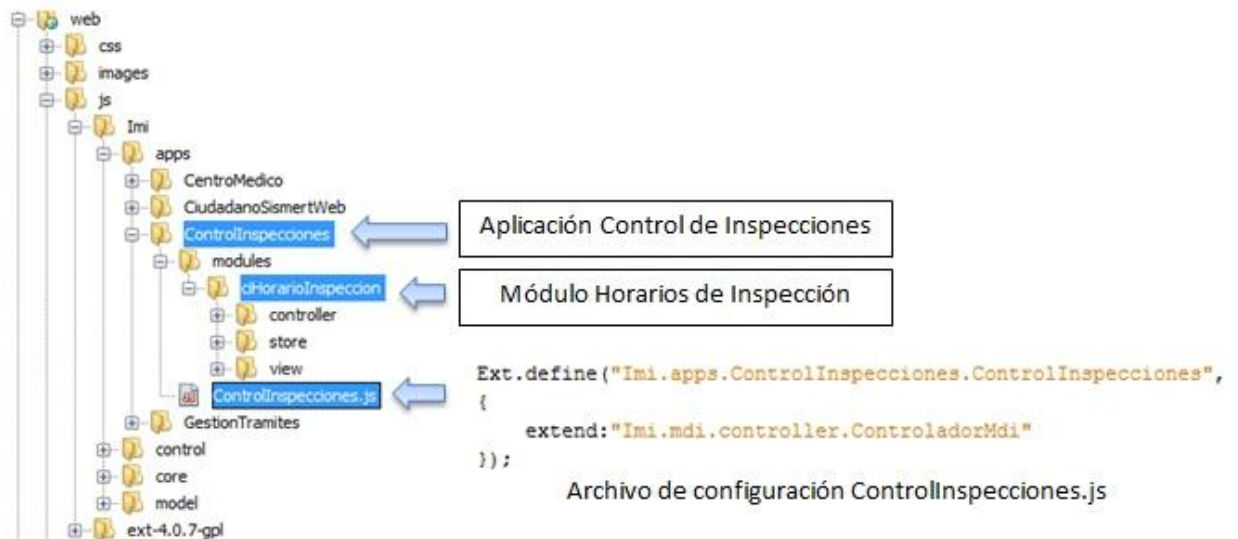 web
css
images
js
Imi
apps
CentroMedico
CiudadanoSismertWeb
ControlInspecciones
Aplicación Control de Inspecciones
modules
ciHorarioInspeccion
Módulo Horarios de Inspección
controller
store
view
ControlInspecciones.js
GestionTramites
control
core
model
ext-4.0.7-gpl
Ext.define("Imi.apps.ControlInspecciones.ControlInspecciones",
{
extend:"Imi.mdi.controller.ControladorMdi"
});
Archivo de configuración ControlInspecciones.js